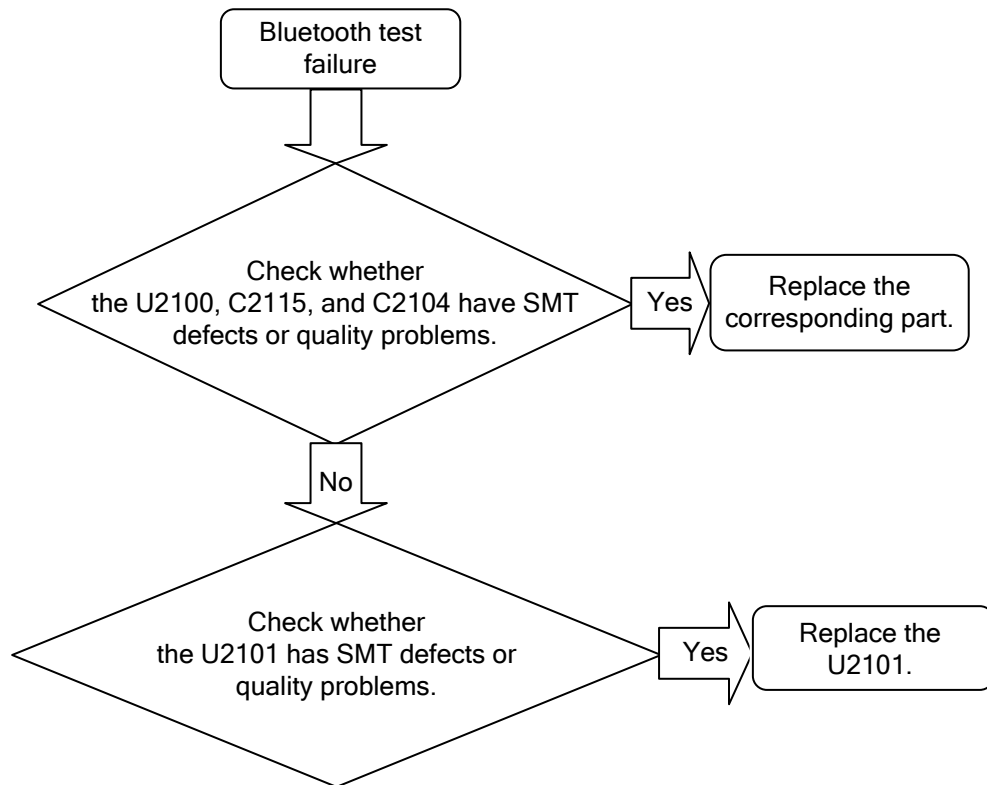 Bluetooth test
failure
Check whether
the U2100, C2115, and C2104 have SMT
defects or quality problems.
Yes
Replace the
corresponding part.
No
Check whether
the U2101 has SMT defects or
quality problems.
Yes
Replace the
U2101.